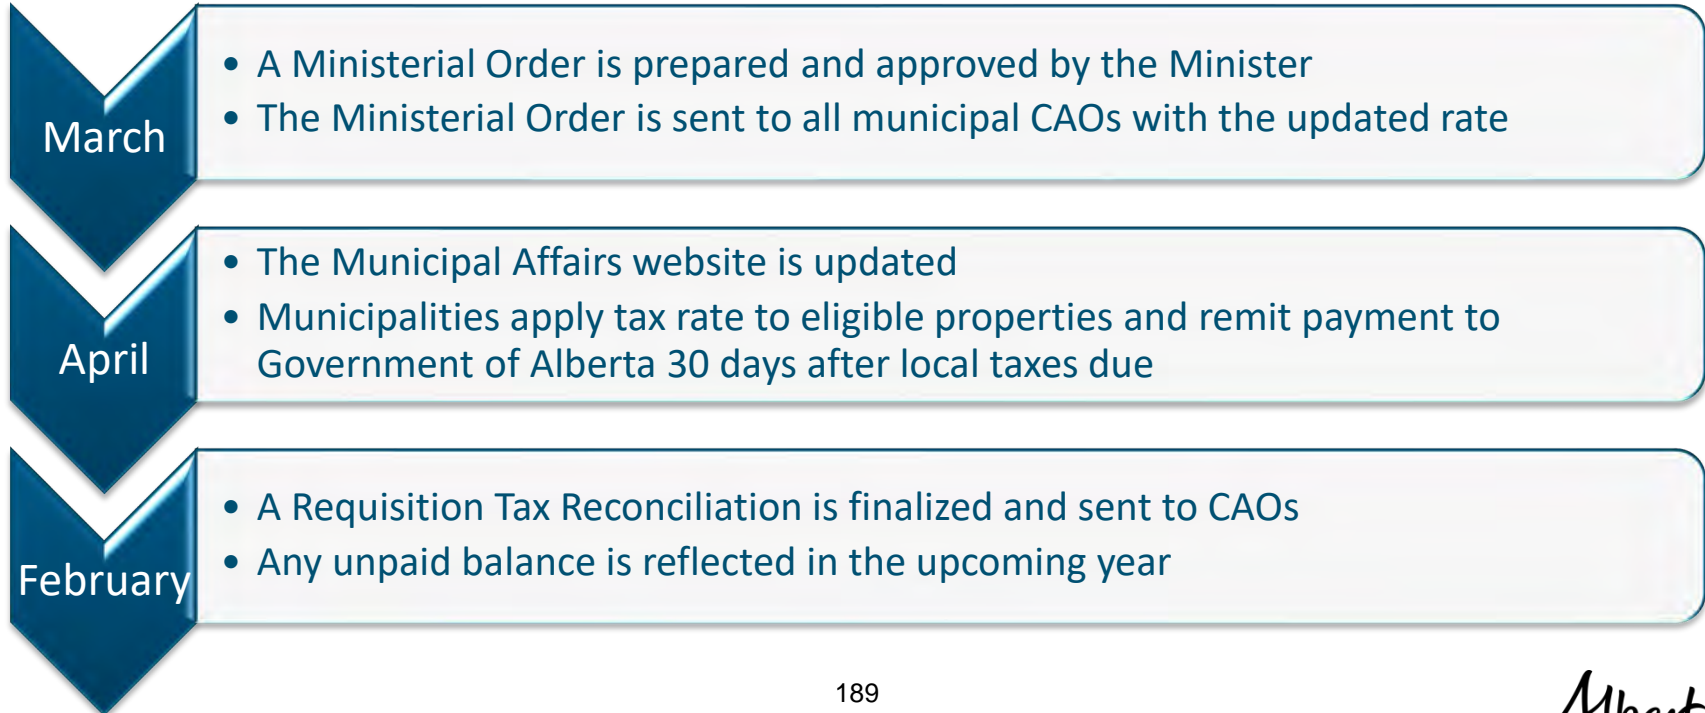 March
• A Ministerial Order is prepared and approved by the Minister
• The Ministerial Order is sent to all municipal CAOs with the updated rate
April
• The Municipal Affairs website is updated
• Municipalities apply tax rate to eligible properties and remit payment to
Government of Alberta 30 days after local taxes due
February
• A Requisition Tax Reconciliation is finalized and sent to CAOs
• Any unpaid balance is reflected in the upcoming year
189